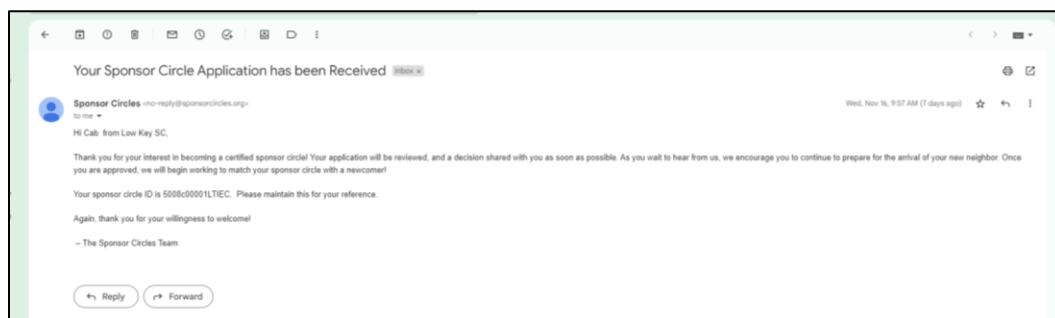 Your Sponsor Circle Application has been Received Inbox x
Sponsor Circles <no-reply@sponsorcircles.org>
Wed, Nov 16, 9:57 AM (7 days ago)
to me
Hi Cab from Low Key SC,
Thank you for your interest in becoming a certified sponsor circle! Your application will be reviewed, and a decision shared with you as soon as possible. As you wait to hear from us, we encourage you to continue to prepare for the arrival of your new neighbor. Once
you are approved, we will begin working to match your sponsor circle with a newcomer!
Your sponsor circle ID is 5008c00001LTIEC. Please maintain this for your reference.
Again, thank you for your willingness to welcome!
– The Sponsor Circles Team
Reply
Forward